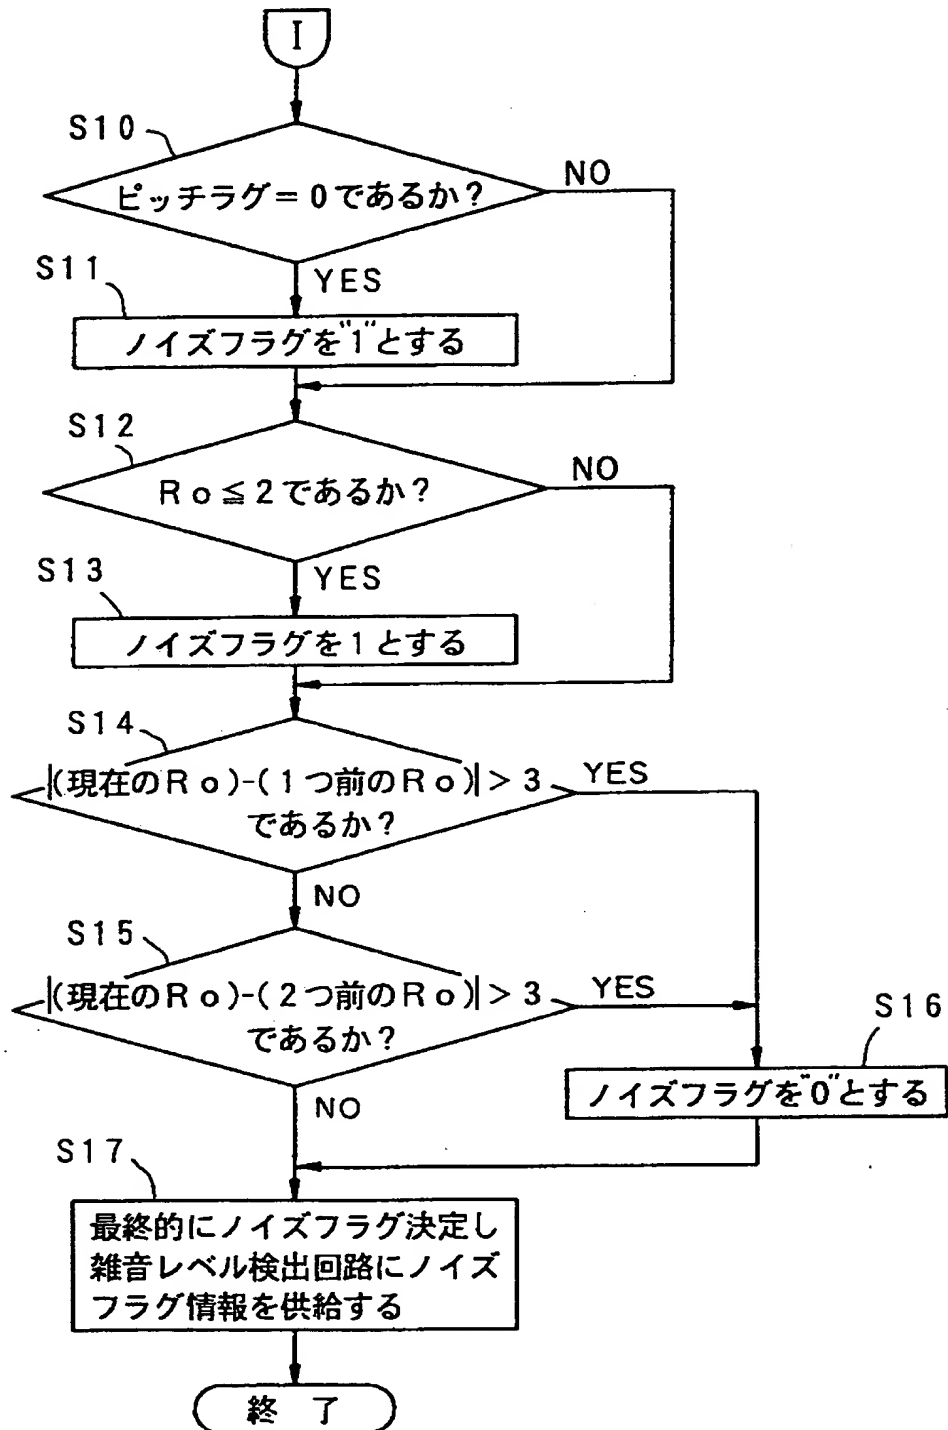 I
S10
ピッチラグ=0であるか?
NO
YES
S11
ノイズフラグを"1"とする
S12
Ro≦2であるか?
NO
YES
S13
ノイズフラグを1とする
S14
|(現在のRo)-(1つ前のRo)|>3
であるか?
YES
NO
S15
|(現在のRo)-(2つ前のRo)|>3
であるか?
YES
NO
S16
ノイズフラグを"0"とする
S17
最終的にノイズフラグ決定し
雑音レベル検出回路にノイズ
フラグ情報を供給する
終 了